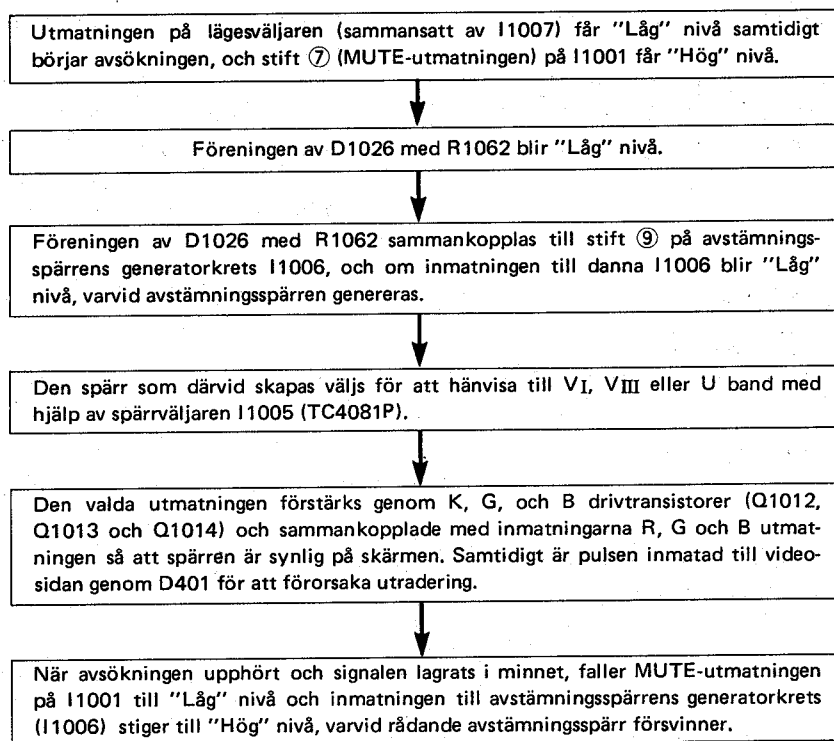 Utmatningen på lägesväljaren (sammansatt av I1007) får "Låg" nivå samtidigt
börjar avsökningen, och stift ⑦ (MUTE-utmatningen) på I1001 får "Hög" nivå.
Föreningen av D1026 med R1062 blir "Låg" nivå.
Föreningen av D1026 med R1062 sammankopplas till stift ⑨ på avstämnings-
spärrens generatorkrets I1006, och om inmatningen till danna I1006 blir "Låg"
nivå, varvid avstämningsspärren genereras.
Den spärr som därvid skapas väljs för att hänvisa till VI, VIII eller U band med
hjälp av spärrväljaren I1005 (TC4081P).
Den valda utmatningen förstärks genom K, G, och B drivtransistorer (Q1012,
Q1013 och Q1014) och sammankopplade med inmatningarna R, G och B utmat-
ningen så att spärren är synlig på skärmen. Samtidigt är pulsen inmatad till video-
sidan genom D401 för att förorsaka utradering.
När avsökningen upphört och signalen lagrats i minnet, faller MUTE-utmatningen
på I1001 till "Låg" nivå och inmatningen till avstämningsspärrens generatorkrets
(I1006) stiger till "Hög" nivå, varvid rådande avstämningsspärr försvinner.